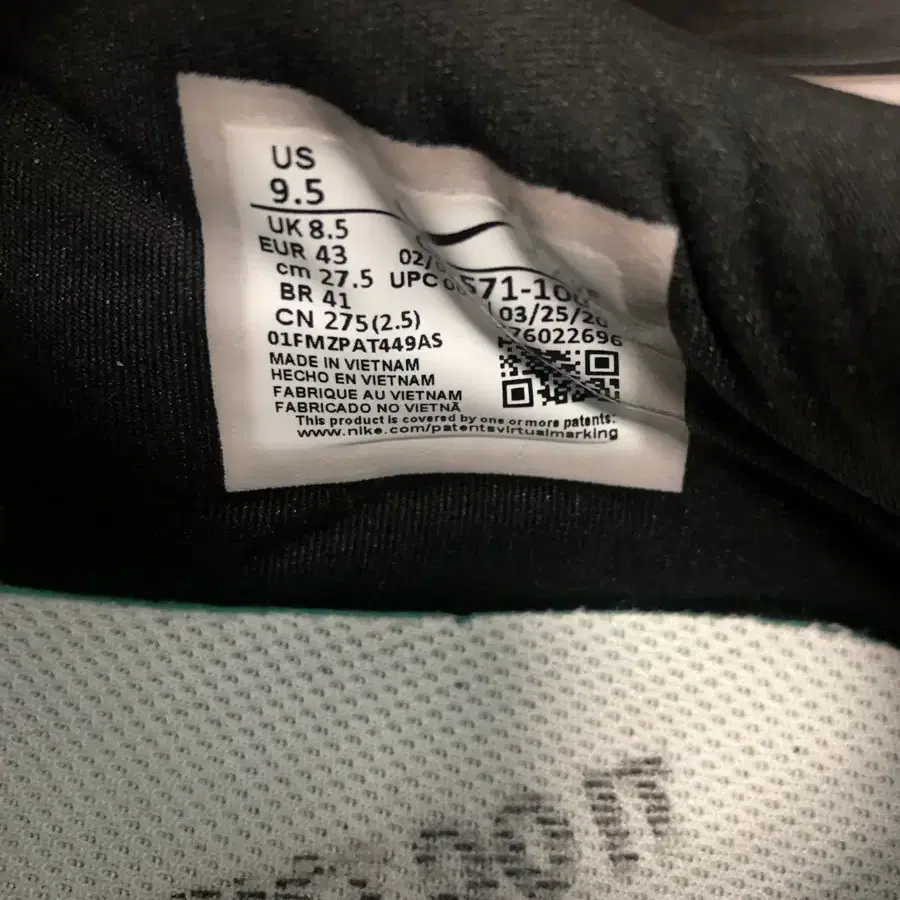 US
9.5
UK 8.5
EUR 43
cm 27.5
BR 41
CN 275(2.5)
01FMZPAT449AS
MADE IN VIETNAM
HECHO EN VIETNAM
FABRIQUE AU VIETNAM
FABRICADO NO VIETNÃ
UPC
This product is covered by one or more patents:
www.nike.com/patentsvirtualmarking